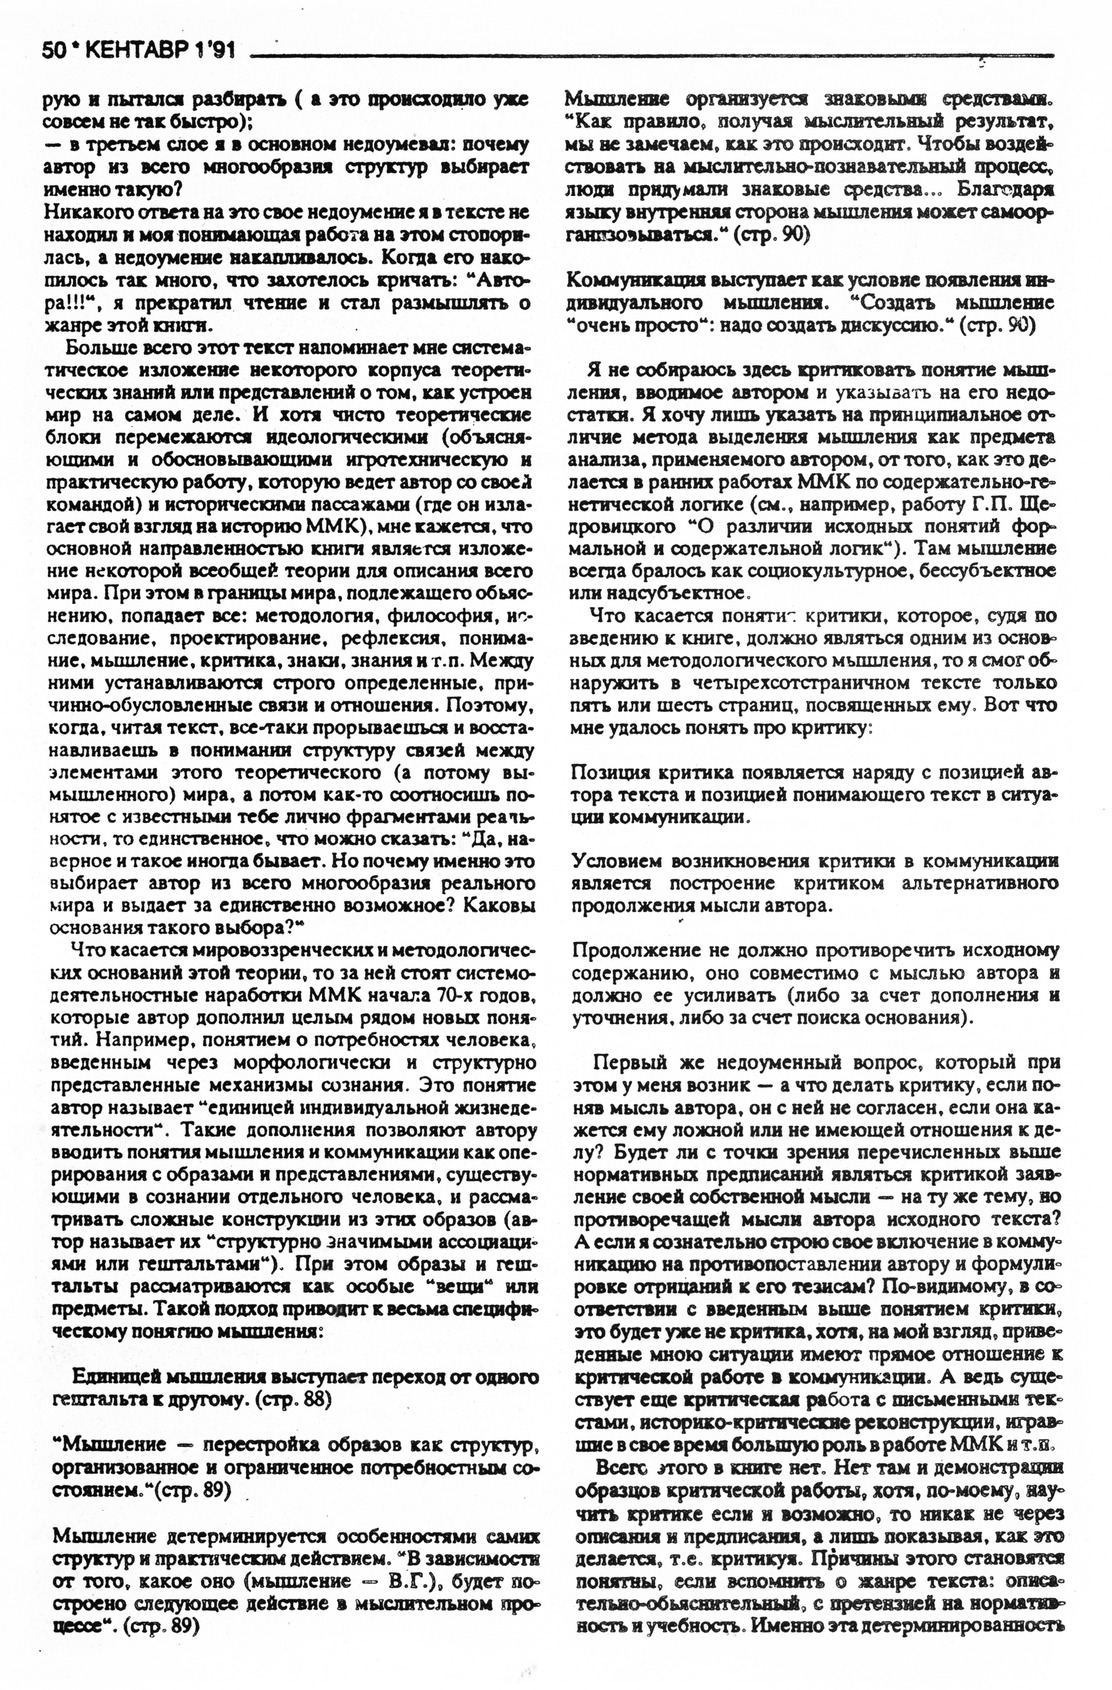 50 * КЕНТАВР 1'91
рую и пытался разбирать ( а это происходило уже
совсем не так быстро);
— в третьем слое я в основном недоумевал: почему
автор из всего многообразия структур выбирает
именно такую?
Никакого ответа на это свое недоумение я в тексте не
находил и моя понимающая работа на этом стопори-
лась, а недоумение накапливалось. Когда его нако-
пилось так много, что захотелось кричать: “Авто-
ра!!!“, я прекратил чтение и стал размышлять о
жанре этой книги.
Больше всего этот текст напоминает мне система-
тическое изложение некоторого корпуса теорети-
ческих знаний или представлений о том, как устроен
мир на самом деле. И хотя чисто теоретические
блоки перемежаются идеологическими (объясня-
ющими и обосновывающими игротехническую и
практическую работу, которую ведет автор со своей
командой) и историческими пассажами (где он изла-
гает свой взгляд на историю ММК), мне кажется, что
основной направленностью книги является изложе-
ние некоторой всеобщей теории для описания всего
мира. При этом в границы мира, подлежащего объяс-
нению, попадает все: методология, философия, ис-
следование, проектирование, рефлексия, понима-
ние, мышление, критика, знаки, знания и т.п. Между
ними устанавливаются строго определенные, при-
чинно-обусловленные связи и отношения. Поэтому,
когда, читая текст, все-таки прорываешься и восста-
навливаешь в понимании структуру связей между
элементами этого теоретического (а потому вы-
мышленного) мира, а потом как-то соотносишь по-
нятое с известными тебе лично фрагментами реаль-
ности, то единственное, что можно сказать: “Да, на-
верное и такое иногда бывает. Но почему именно это
выбирает автор из всего многообразия реального
мира и выдает за единственно возможное? Каковы
основания такого выбора?“
Что касается мировоззренческих и методологичес-
ких оснований этой теории, то за ней стоят системо-
деятельностные наработки ММК начала 70-х годов,
которые автор дополнил целым рядом новых поня-
тий. Например, понятием о потребностях человека,
введенным через морфологически и структурно
представленные механизмы сознания. Это понятие
автор называет “единицей индивидуальной жизнеде-
ятельности“. Такие дополнения позволяют автору
вводить понятия мышления и коммуникации как опе-
рирования с образами и представлениями, существу-
ющими в сознании отдельного человека, и рассма-
тривать сложные конструкции из этих образов (ав-
тор называет их “структурно значимыми ассоциаци-
ями или гештальтами“). При этом образы и геш-
тальты рассматриваются как особые “вещи“ или
предметы. Такой подход приводит к весьма специфи-
ческому понятию мышления:
Единицей мышления выступает переход от одного
гештальта к другому. (стр. 88)
“Мышление — перестройка образов как структур,
организованное и ограниченное потребностным со-
стоянием.“(стр. 89)
Мышление детерминируется особенностями самих
структур и практическим действием. “В зависимости
от того, какое оно (мышление — В.Г.), будет по-
строено следующее действие в мыслительном про-
цессе“. (стр. 89)
Мышление организуется знаковыми средствами.
“Как правило, получая мыслительный результат,
мы не замечаем, как это происходит. Чтобы воздей-
ствовать на мыслительно-познавательный процесс,
люди придумали знаковые средства... Благодаря
языку внутренняя сторона мышления может самоор-
ганизовываться.“ (стр. 90)
Коммуникация выступает как условие появления ин-
дивидуального мышления. “Создать мышление
“очень просто“: надо создать дискуссию.“ (стр. 90)
Я не собираюсь здесь критиковать понятие мыш-
ления, вводимое автором и указывать на его недо-
статки. Я хочу лишь указать на принципиальное от-
личие метода выделения мышления как предмета
анализа, применяемого автором, от того, как это де-
лается в ранних работах ММК по содержательно-ге-
нетической логике (см., например, работу Г.П. Ще-
дровицкого “О различии исходных понятий фор-
мальной и содержательной логик“). Там мышление
всегда бралось как социокультурное, бессубъектное
или надсубъектное.
Что касается понятия критики, которое, судя по
введению к книге, должно являться одним из основ-
ных для методологического мышления, то я смог об-
наружить в четырехсотстраничном тексте только
пять или шесть страниц, посвященных ему. Вот что
мне удалось понять про критику:
Позиция критика появляется наряду с позицией ав-
тора текста и позицией понимающего текст в ситуа-
ции коммуникации.
Условием возникновения критики в коммуникации
является построение критиком альтернативного
продолжения мысли автора.
Продолжение не должно противоречить исходному
содержанию, оно совместимо с мыслью автора и
должно ее усиливать (либо за счет дополнения и
уточнения, либо за счет поиска основания).
Первый же недоуменный вопрос, который при
этом у меня возник — а что делать критику, если по-
няв мысль автора, он с ней не согласен, если она ка-
жется ему ложной или не имеющей отношения к де-
лу? Будет ли с точки зрения перечисленных выше
нормативных предписаний являться критикой заяв-
ление своей собственной мысли — на ту же тему, но
противоречащей мысли автора исходного текста?
А если я сознательно строю свое включение в комму-
никацию на противопоставлении автору и формули-
ровке отрицаний к его тезисам? По-видимому, в со-
ответствии с введенным выше понятием критики,
это будет уже не критика, хотя, на мой взгляд, приве-
денные мною ситуации имеют прямое отношение к
критической работе в коммуникации. А ведь суще-
ствует еще критическая работа с письменными тек-
стами, историко-критические реконструкции, играв-
шие в свое время большую роль в работе ММК и т.п.
Всего этого в книге нет. Нет там и демонстрации
образцов критической работы, хотя, по-моему, нау-
чить критике если и возможно, то никак не через
описания и предписания, а лишь показывая, как это
делается, т.е. критикуя. Причины этого становятся
понятны, если вспомнить о жанре текста: описа-
тельно-объяснительный, с претензией на норматив-
ность и учебность. Именно эта детерминированность